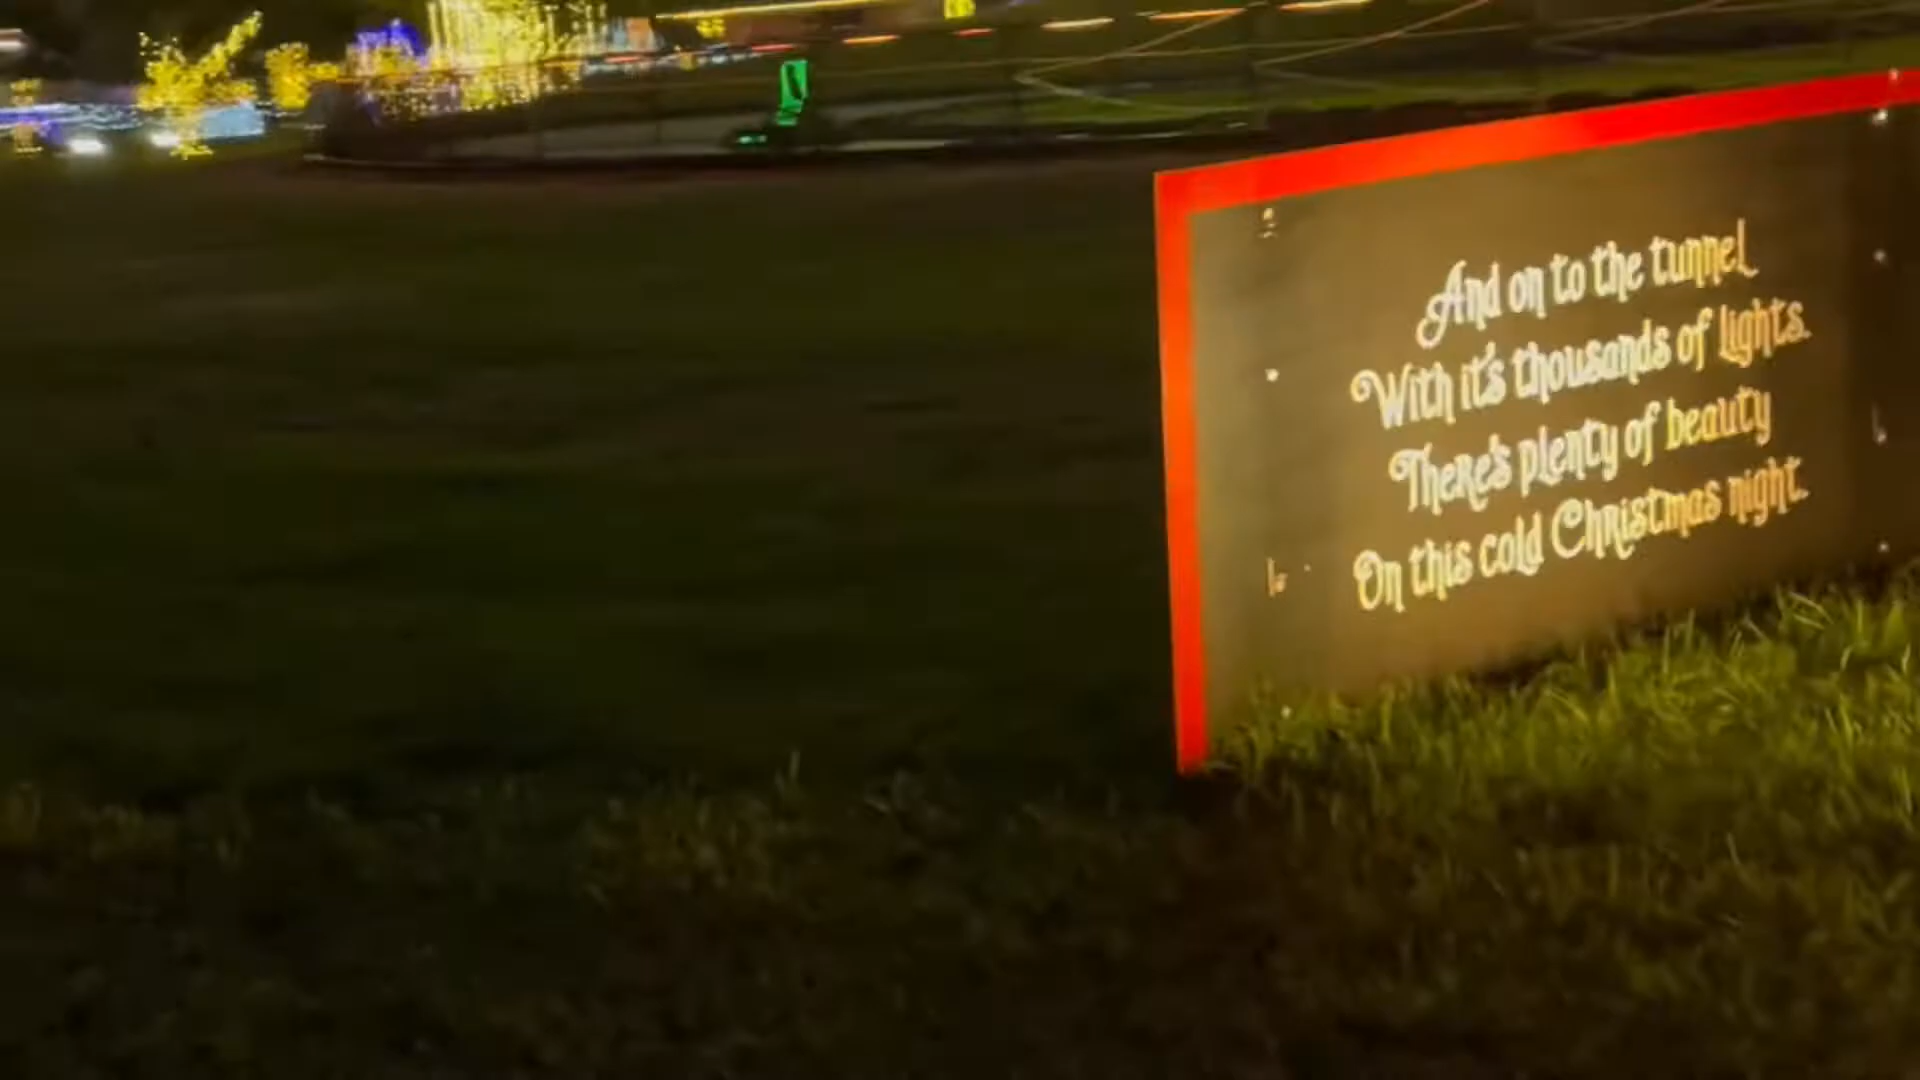 And on to the tunnel
With it's thousands of lights.
There's plenty of beauty
On this cold Christmas night.